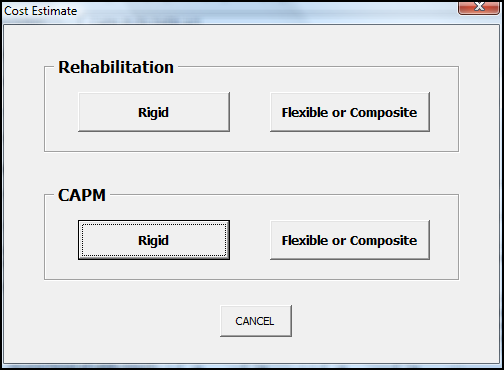 Cost Estimate
Rehabilitation
Rigid
Flexible or Composite
CAPM
Rigid
Flexible or Composite
CANCEL